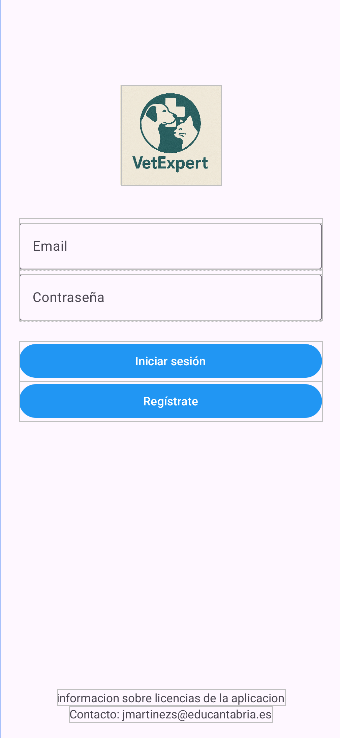 VetExpert
Email
Contraseña
Iniciar sesión
Regístrate
informacion sobre licencias de la aplicacion
Contacto: jmartinezs@educantabria.es